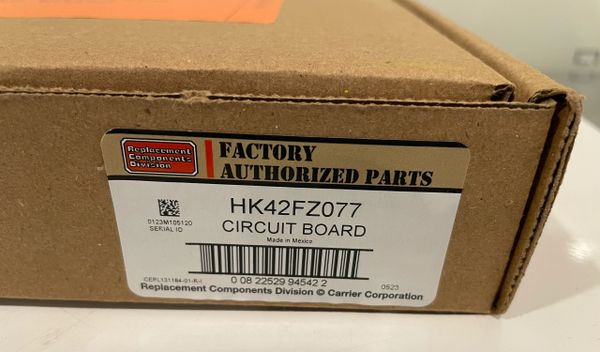 Replacement
Components
Division
FACTORY
AUTHORIZED PARTS
HK42FZ077
CIRCUIT BOARD
Made in Mexico
0123M105120
SERIAL ID
0 08 22529 94542 2
CEPL131184-01-R-I
0523
Replacement Components Division © Carrier Corporation